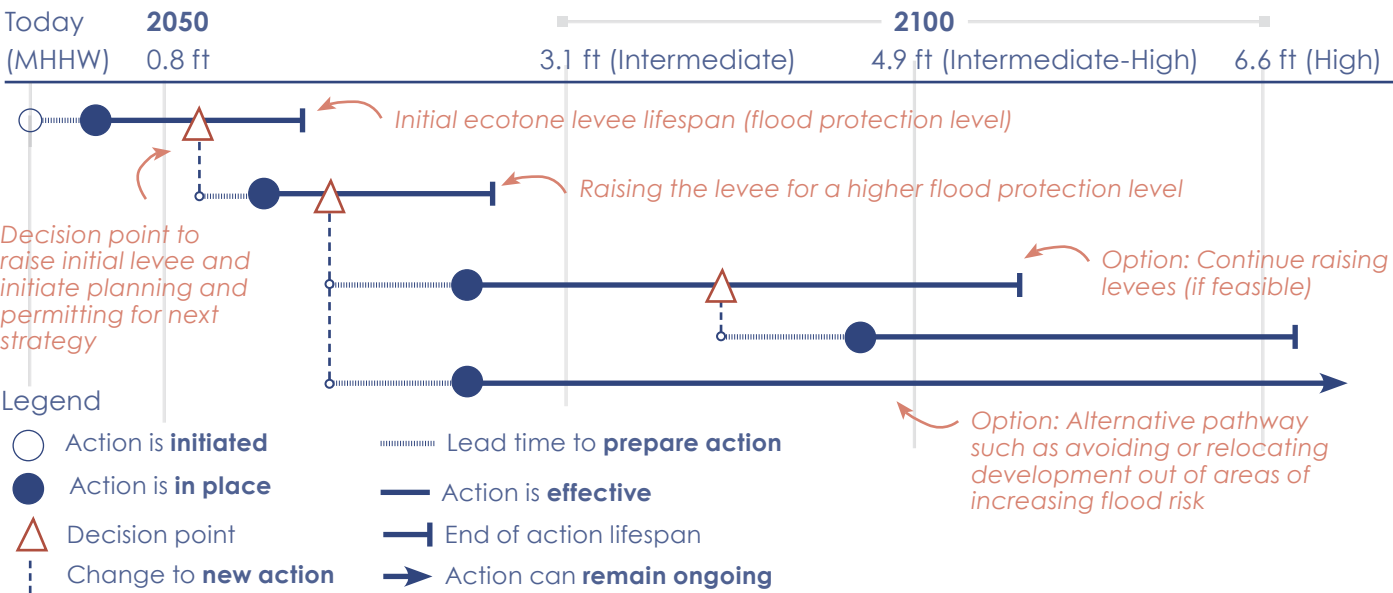 Today 2050 2100
(MHHW) 0.8 ft 3.1 ft (Intermediate) 4.9 ft (Intermediate-High) 6.6 ft (High)
Initial ecotone levee lifespan (flood protection level)
Raising the levee for a higher flood protection level
Decision point to
raise initial levee and
initiate planning and
permitting for next
strategy
Option: Continue raising
levees (if feasible)
Option: Alternative pathway
such as avoiding or relocating
development out of areas of
increasing flood risk
Legend
Action is initiated
Action is in place
Decision point
Change to new action
Lead time to prepare action
Action is effective
End of action lifespan
Action can remain ongoing